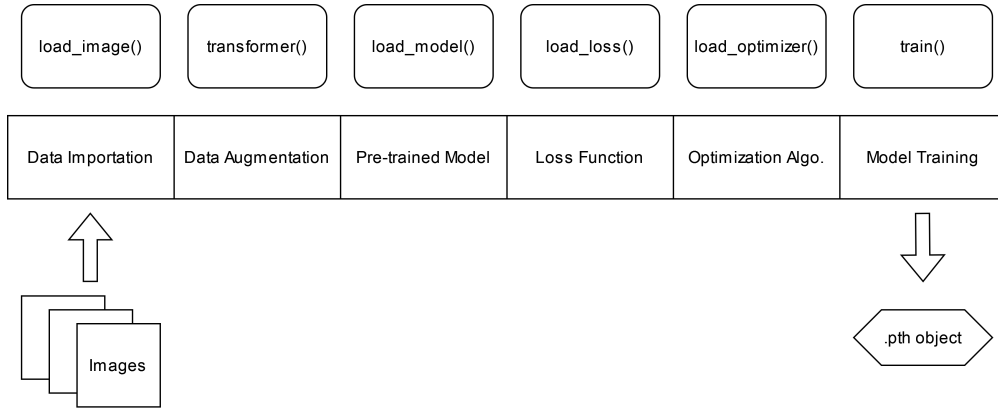 load_image()
transformer()
load_model()
load_loss()
load_optimizer()
train()
Data Importation
Data Augmentation
Pre-trained Model
Loss Function
Optimization Algo.
Model Training
Images
.pth object